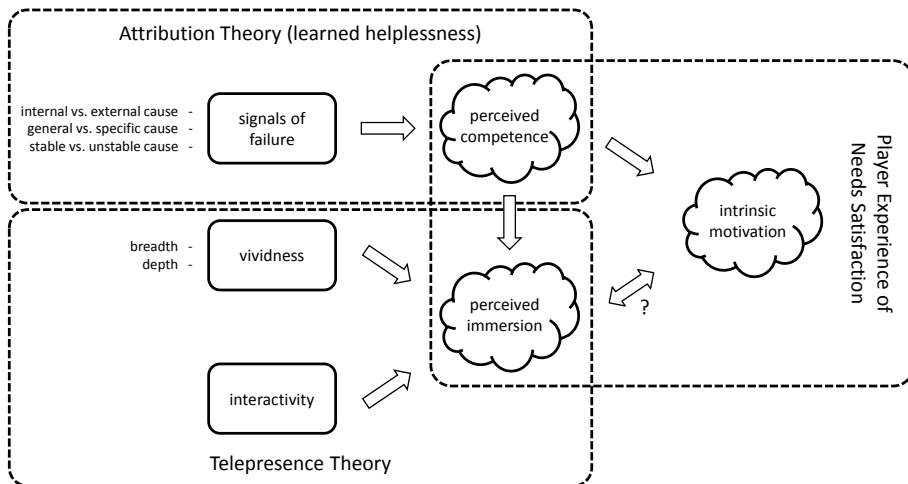 Attribution Theory (learned helplessness)
internal vs. external cause -
general vs. specific cause -
stable vs. unstable cause -
signals of
failure
perceived
competence
intrinsic
motivation
Player Experience of
Needs Satisfaction
breadth -
depth -
vividness
perceived
immersion
?
interactivity
Telepresence Theory